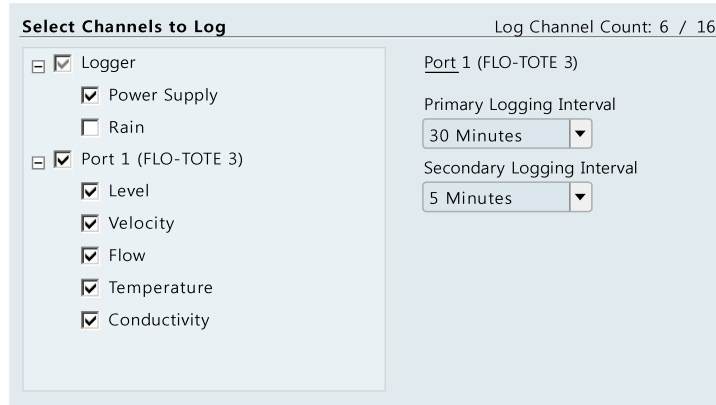 Select Channels to Log
Log Channel Count: 6 / 16
Logger
Power Supply
Rain
Port 1 (FLO-TOTE 3)
Level
Velocity
Flow
Temperature
Conductivity
Port 1 (FLO-TOTE 3)
Primary Logging Interval
30 Minutes
Secondary Logging Interval
5 Minutes